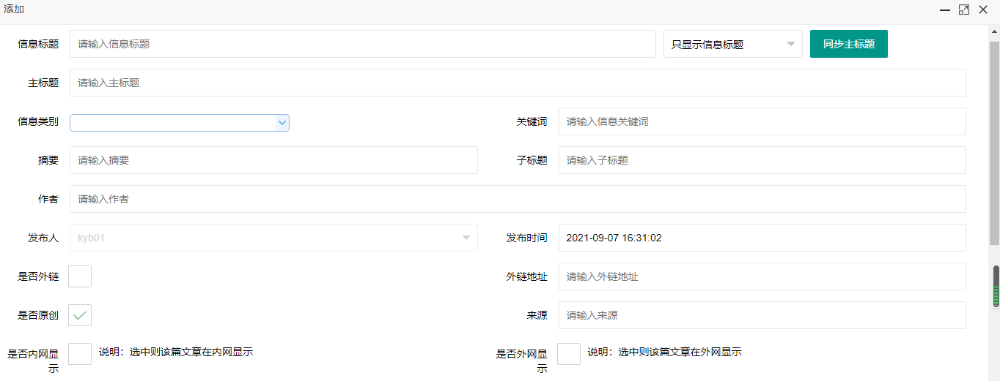 添加
信息标题 请输入信息标题 只显示信息标题 同步主标题
主标题 请输入主标题
信息类别 关键词 请输入信息关键词
摘要 请输入摘要 子标题 请输入子标题
作者 请输入作者
发布人 kyb01 发布时间 2021-09-07 16:31:02
是否外链 外链地址 请输入外链地址
是否原创 来源 请输入来源
是否内网显示 说明：选中则该篇文章在内网显示 是否外网显示 说明：选中则该篇文章在外网显示